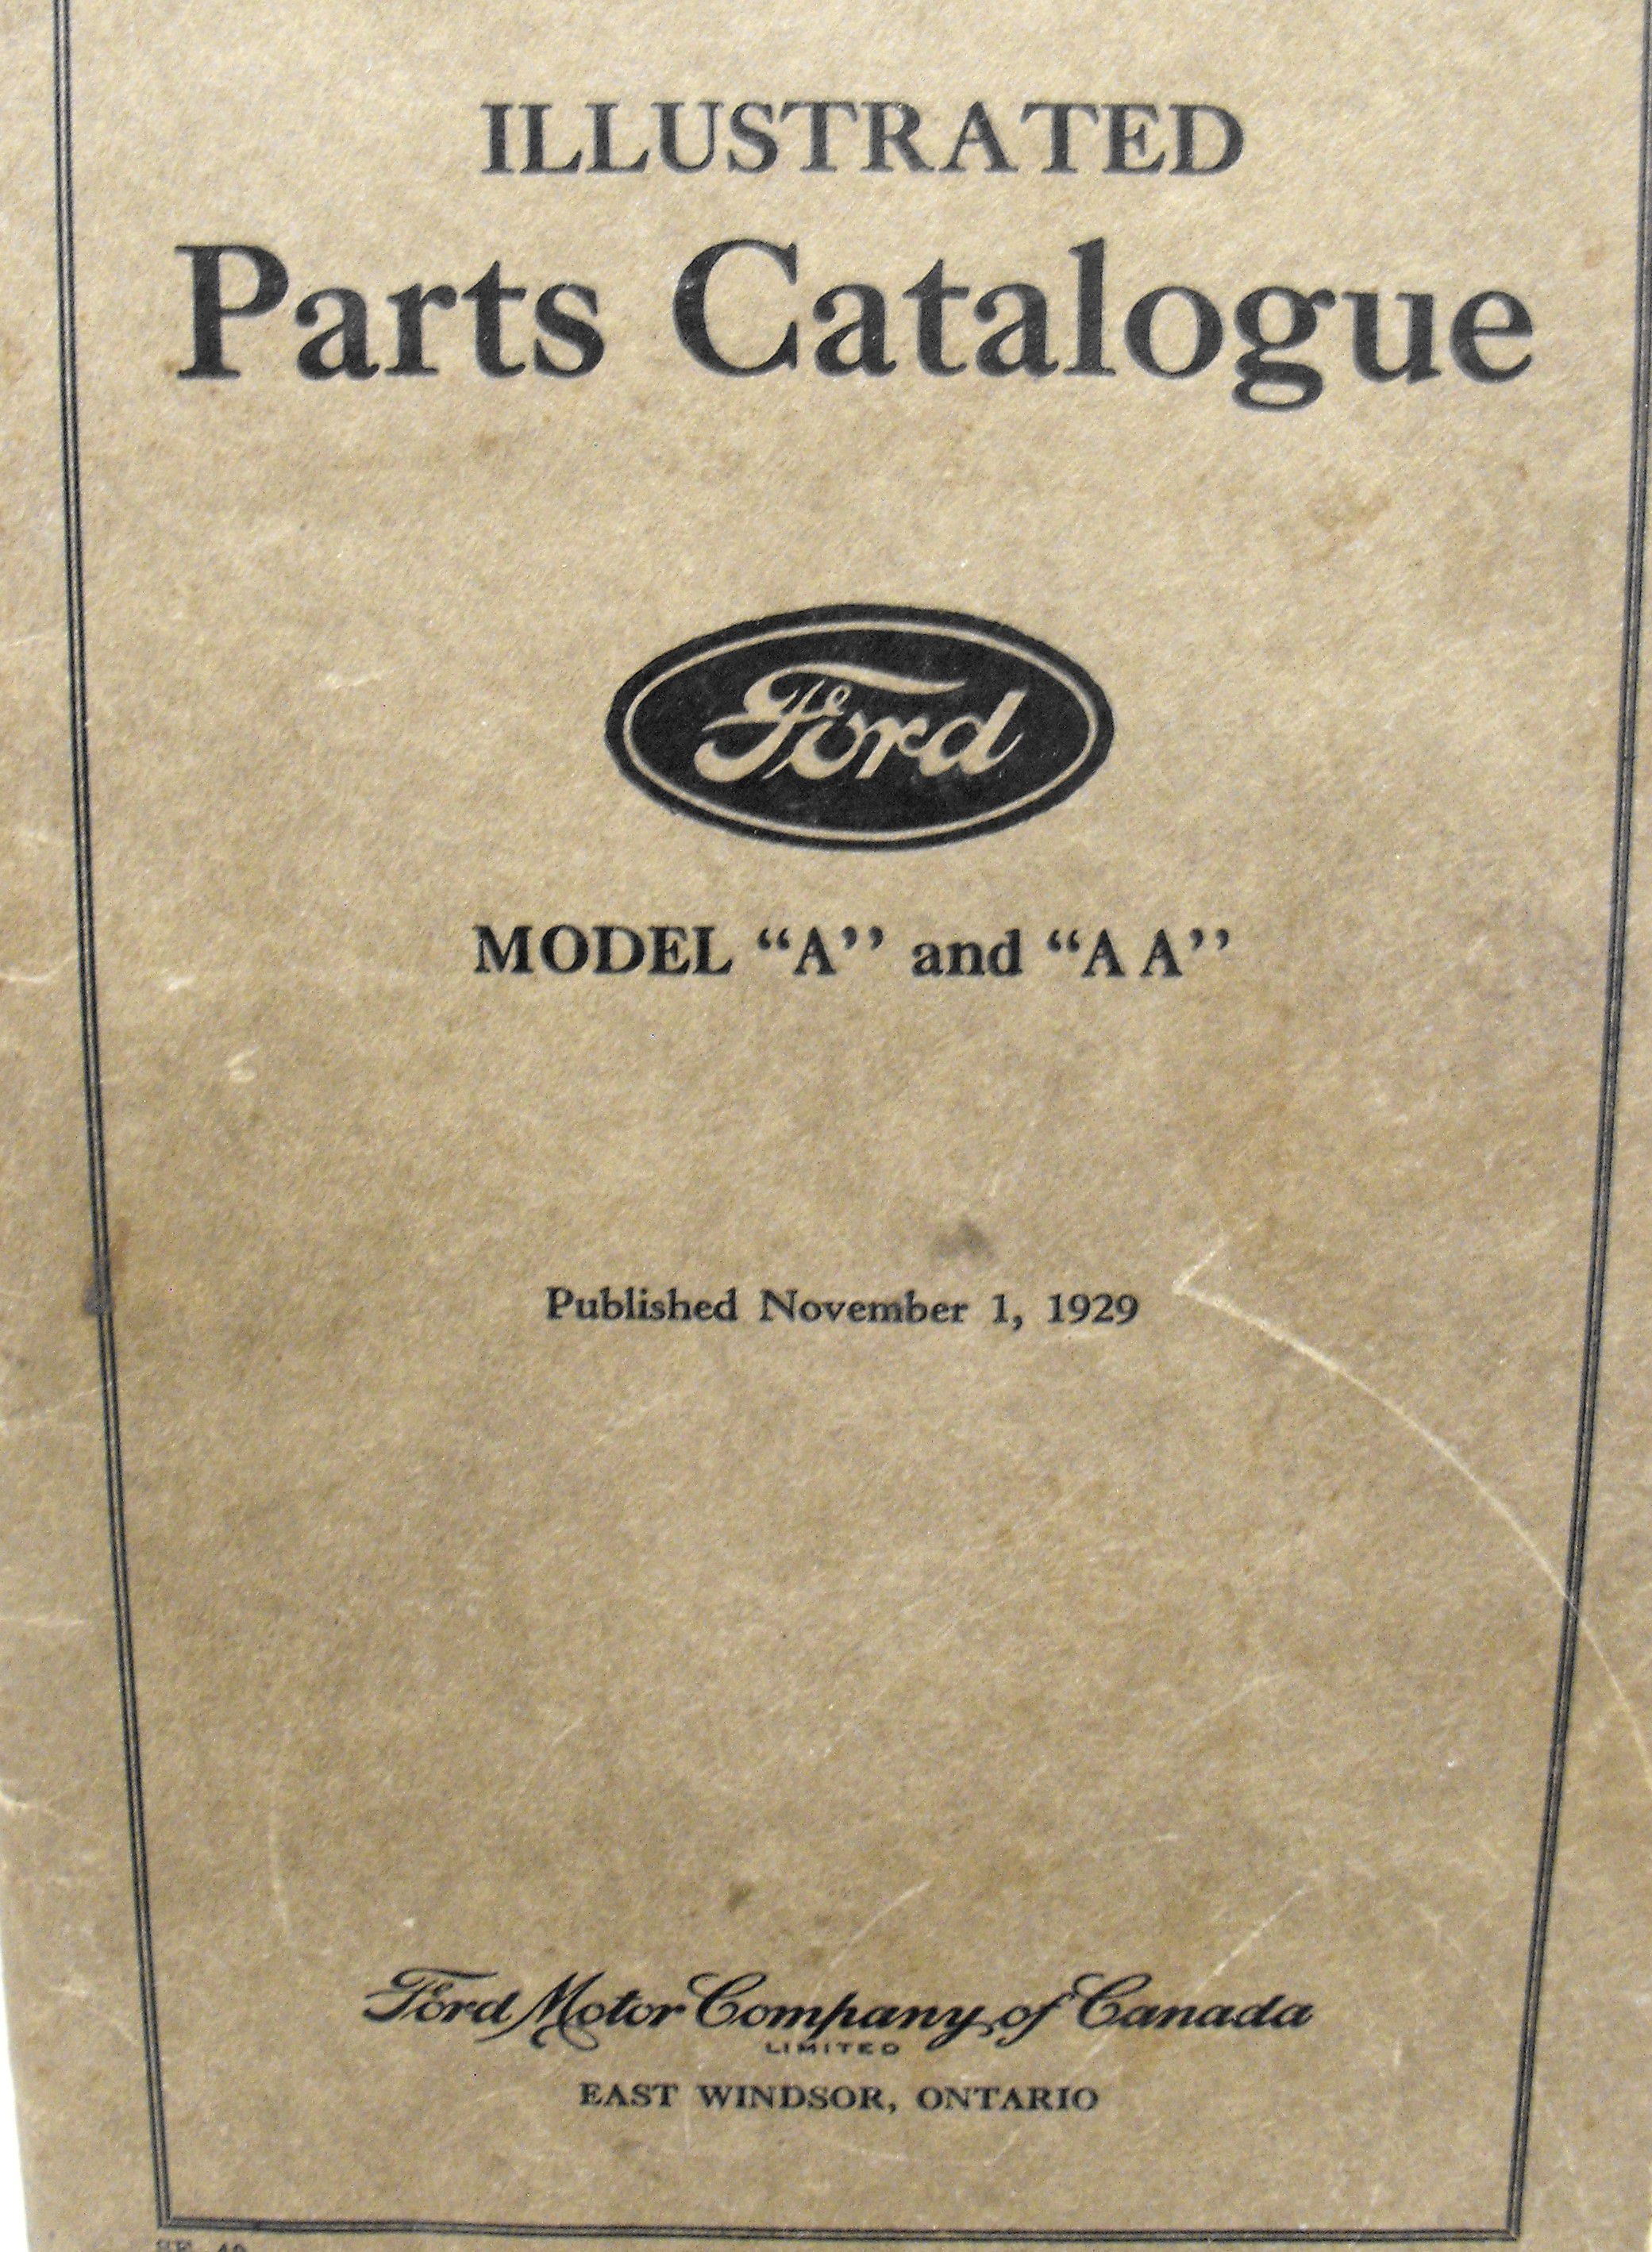 ILLUSTRATED
Parts Catalogue
Ford
MODEL “A” and “AA”
Published November 1, 1929
Ford Motor Company of Canada
LIMITED
EAST WINDSOR, ONTARIO